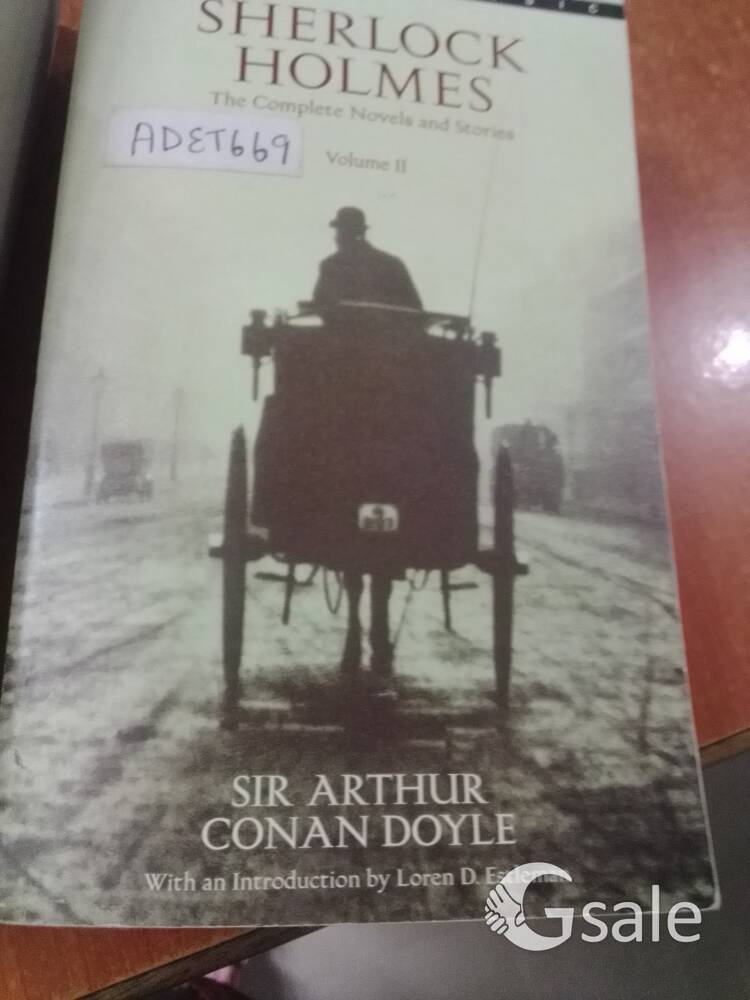 SHERLOCK
HOLMES
The Complete Novels and Stories
ADET669
Volume II
SIR ARTHUR
CONAN DOYLE
With an Introduction by Loren D. Estleman
Gsale